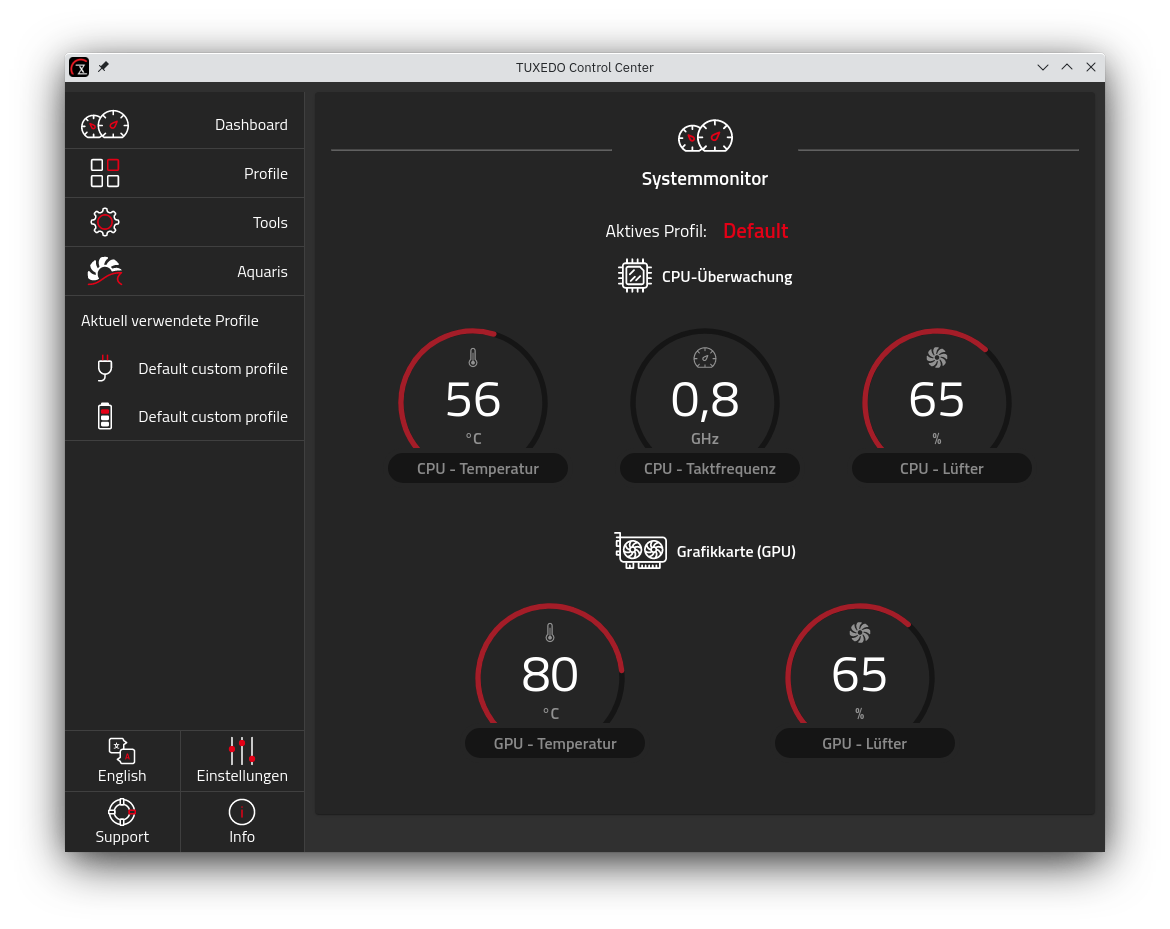 TUXEDO Control Center
Dashboard
Profile
Tools
Aquaris
Aktuell verwendete Profile
Default custom profile
Default custom profile
English
Einstellungen
Support
Info
Systemmonitor
Aktives Profil: Default
CPU-Überwachung
56
°C
CPU - Temperatur
0,8
GHz
CPU - Taktfrequenz
65
%
CPU - Lüfter
Grafikkarte (GPU)
80
°C
GPU - Temperatur
65
%
GPU - Lüfter